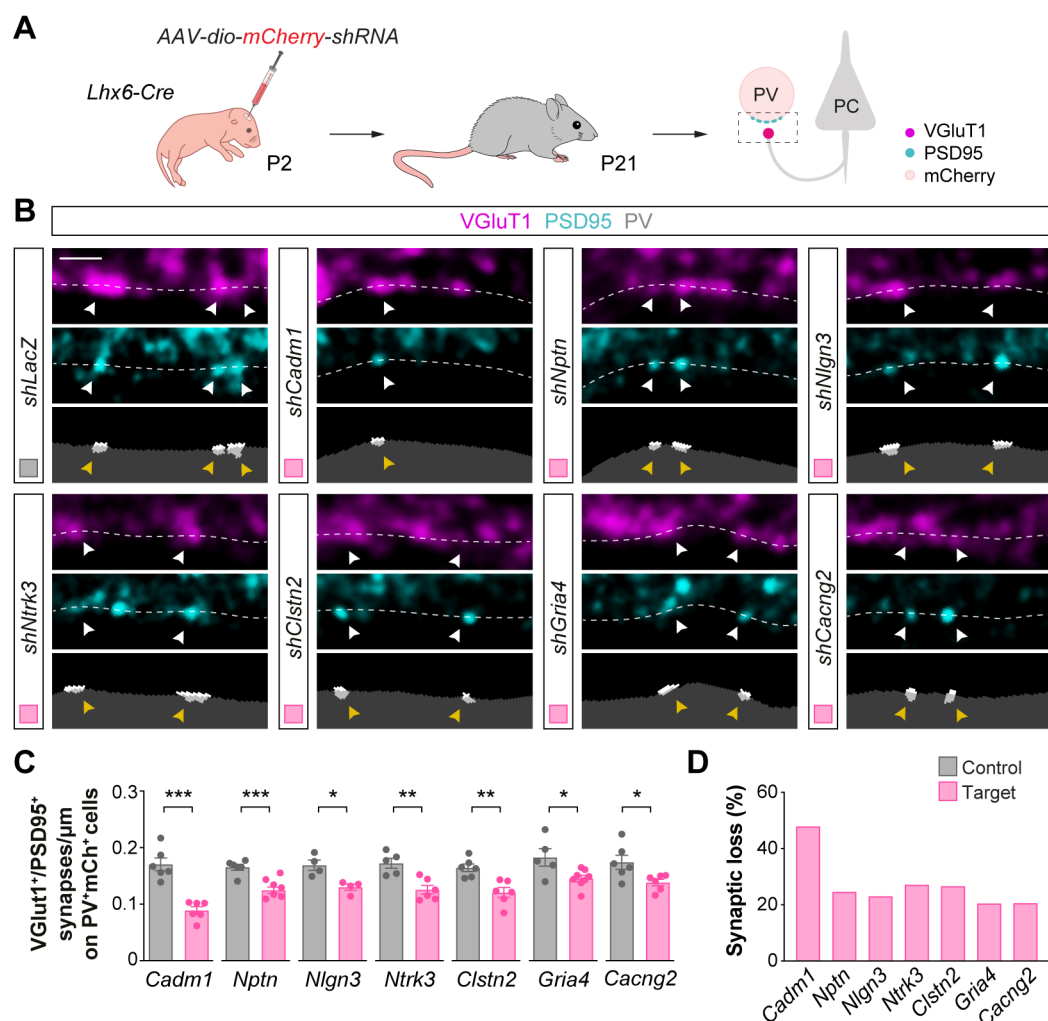 A
AAV-dio-mCherry-shRNA
Lhx6-Cre
P2
P21
PV
PC
VGluT1
PSD95
mCherry
B
VGluT1 PSD95 PV
shLacZ
shCadm1
shNptn
shNlgn3
shNtrk3
shClstn2
shGria4
shCacng2
C
VGlut1⁺/PSD95⁺
synapses/µm
on PV⁺mCh⁺ cells
0.3
0.2
0.1
0
***
***
*
**
**
*
*
Cadm1 Nptn Nlgn3 Ntrk3 Clstn2 Gria4 Cacng2
D
Control
Target
Synaptic loss (%)
60
40
20
0
Cadm1
Nptn
Nlgn3
Ntrk3
Clstn2
Gria4
Cacng2